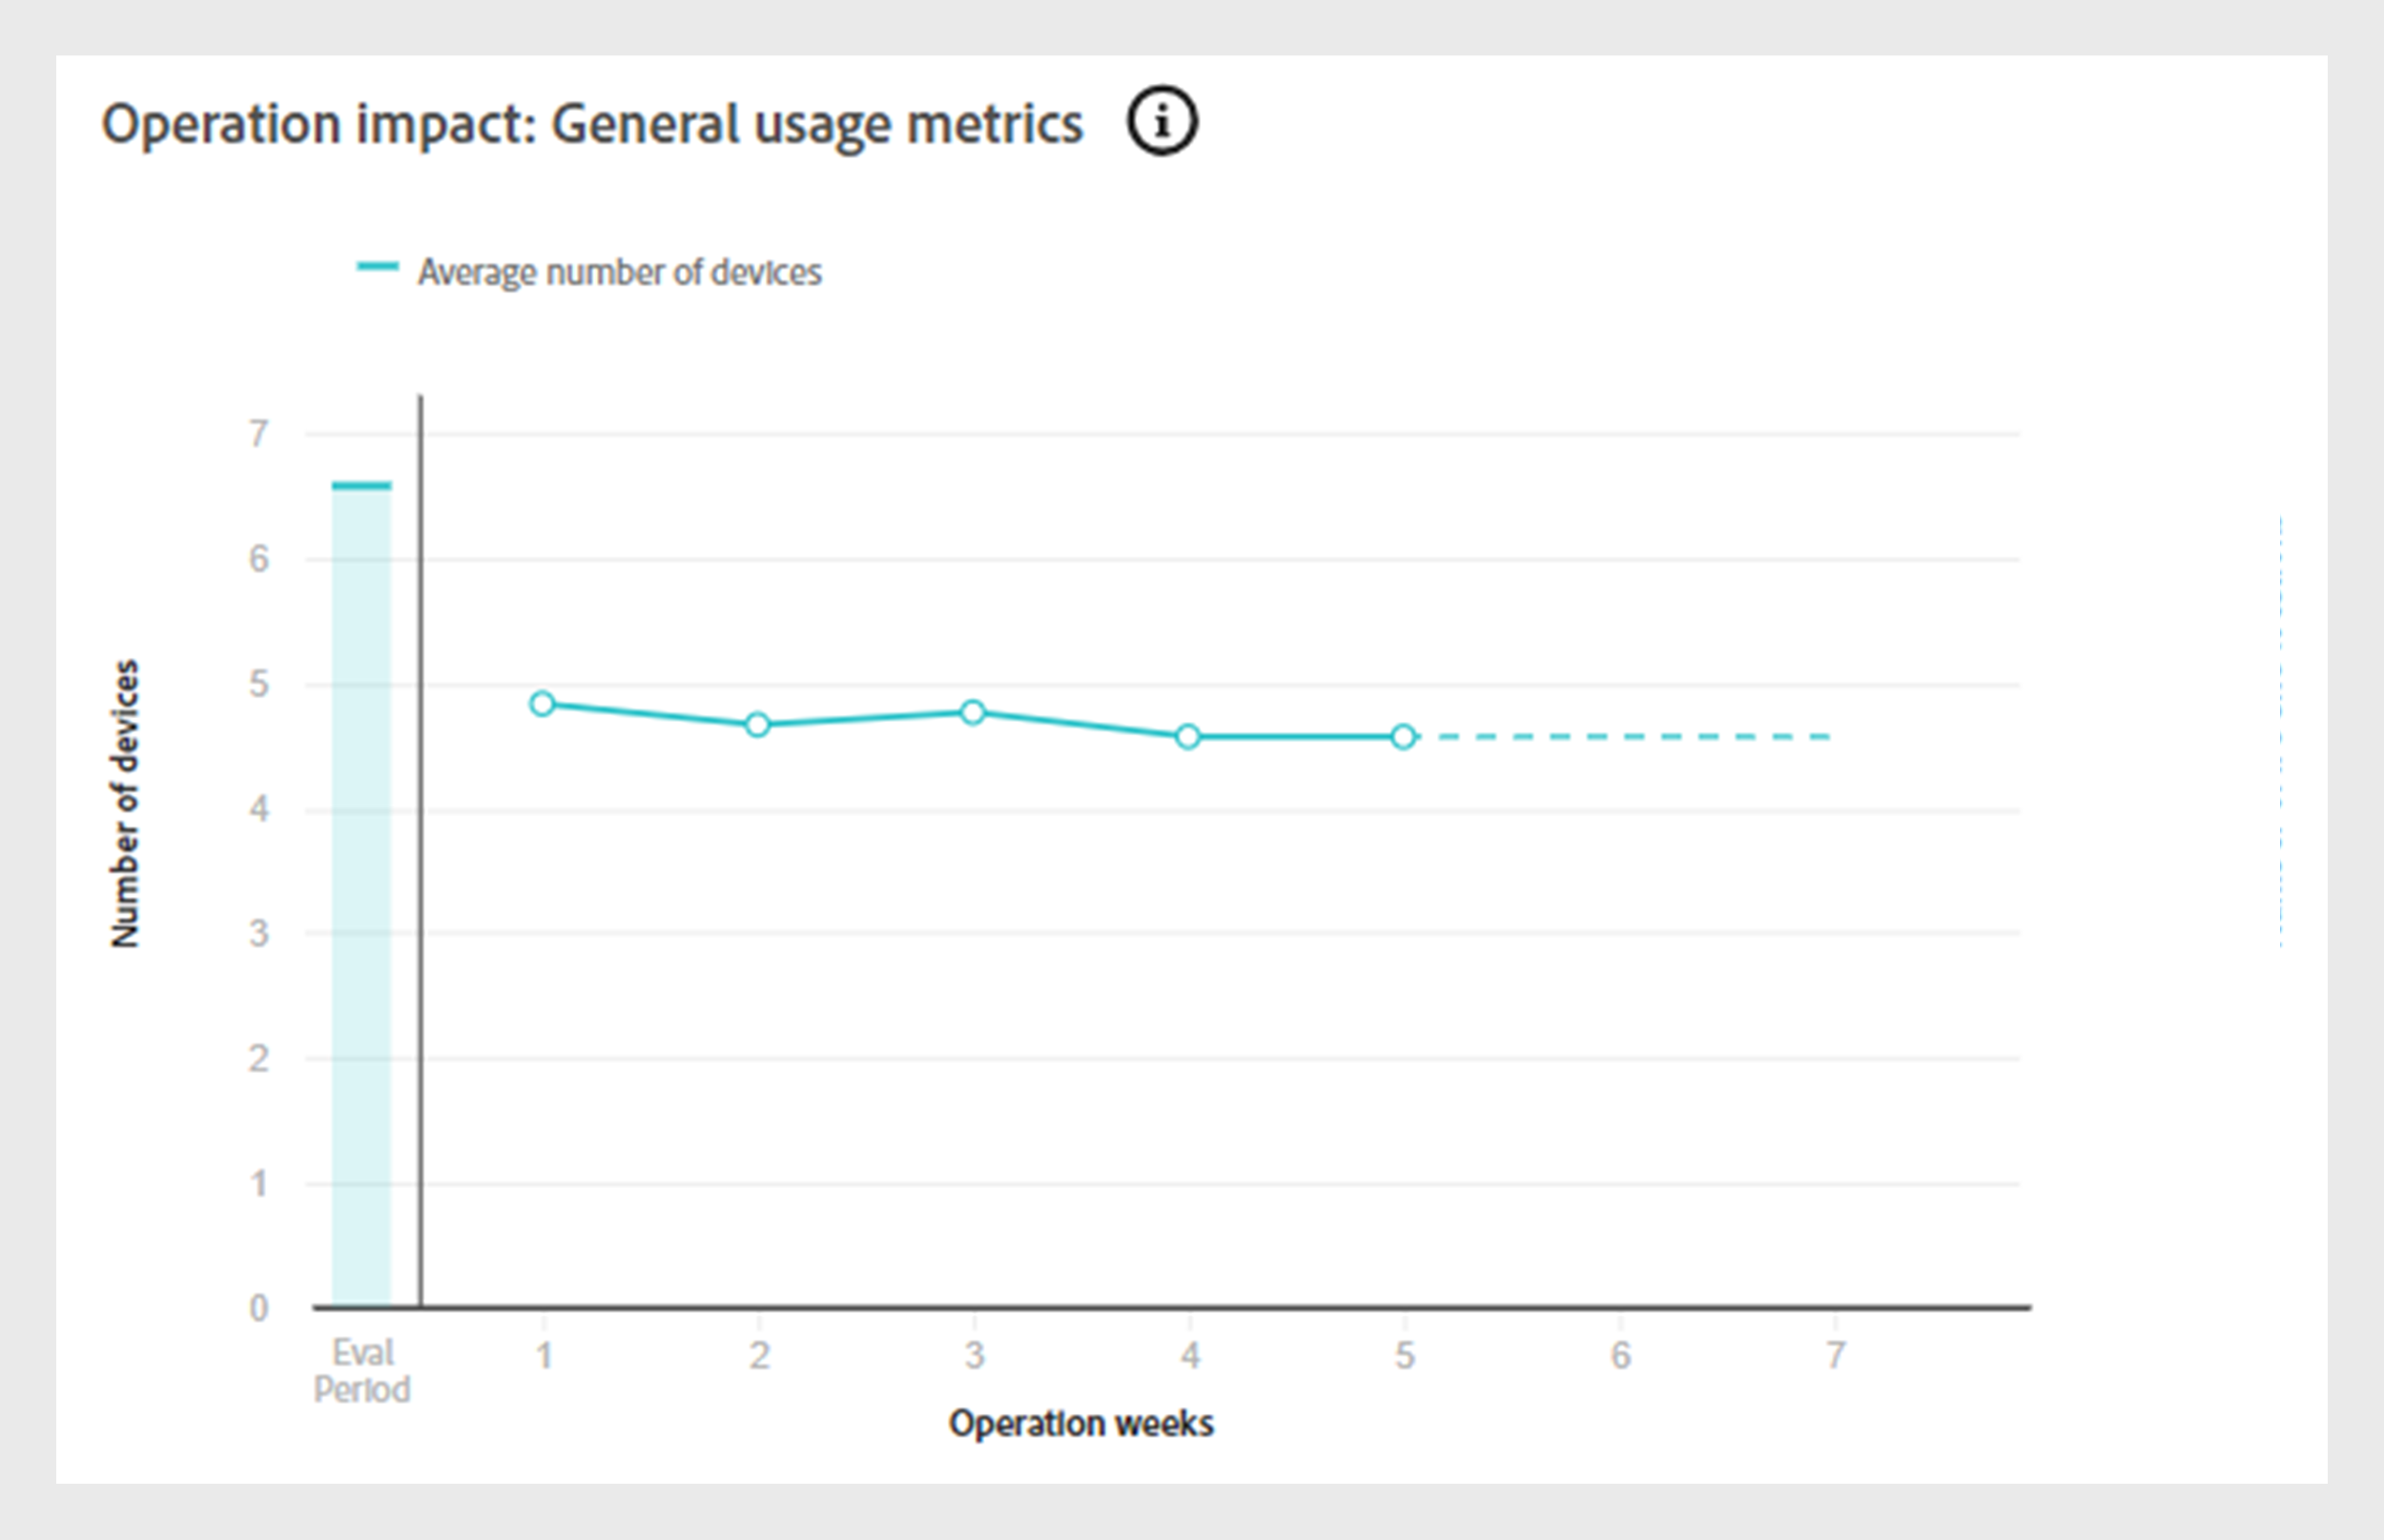 Operation impact: General usage metrics
Average number of devices
Number of devices
7
6
5
4
3
2
1
0
Eval
Period
1 2 3 4 5 6 7
Operation weeks